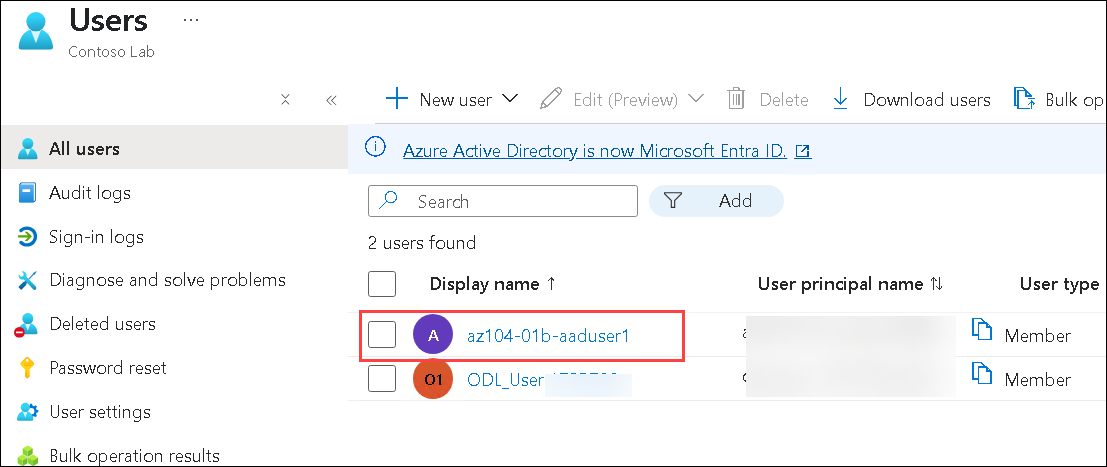 Users ...
Contoso Lab
New user Edit (Preview) Delete Download users Bulk op
All users
Audit logs
Sign-in logs
Diagnose and solve problems
Deleted users
Password reset
User settings
Bulk operation results
Azure Active Directory is now Microsoft Entra ID.
Search Add
2 users found
Display name ↑ User principal name ↑↓ User type
A az104-01b-aaduser1 Member
O1 ODL_User Member